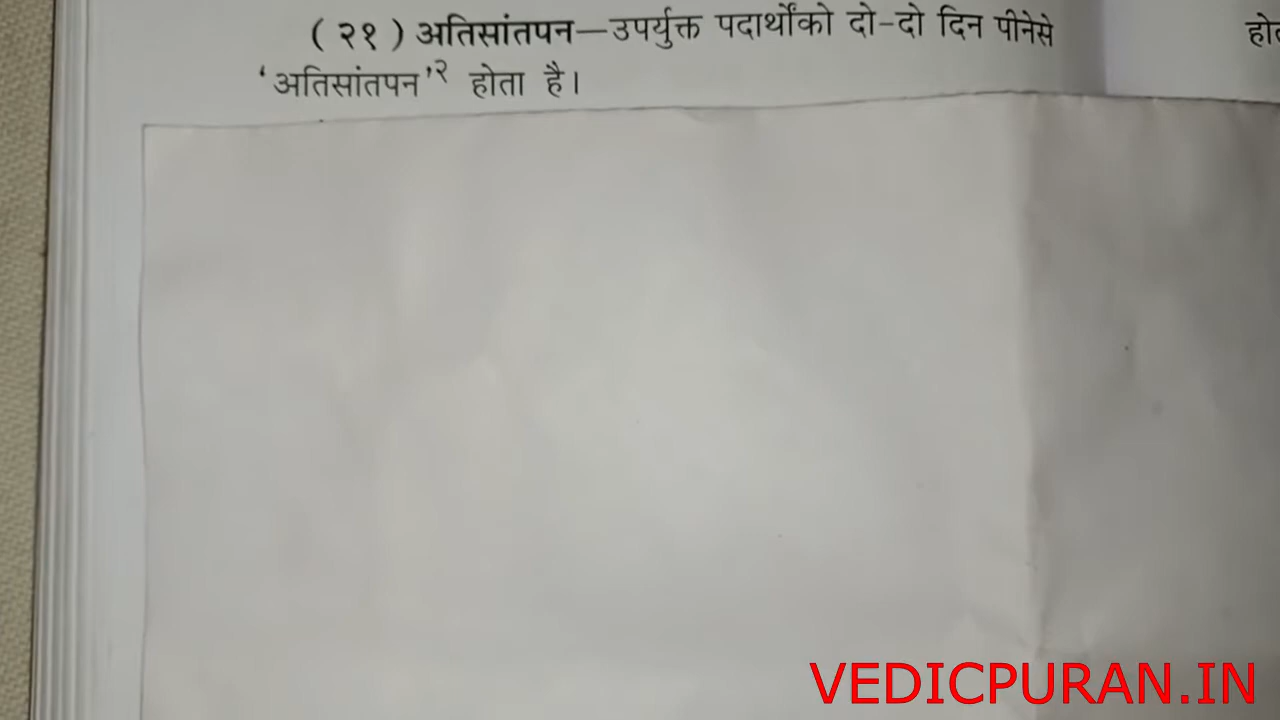 ( २१ ) अतिसांतपन—उपर्युक्त पदार्थोंको दो-दो दिन पीनेसे
‘अतिसांतपन’२ होता है।
VEDICPURAN.IN